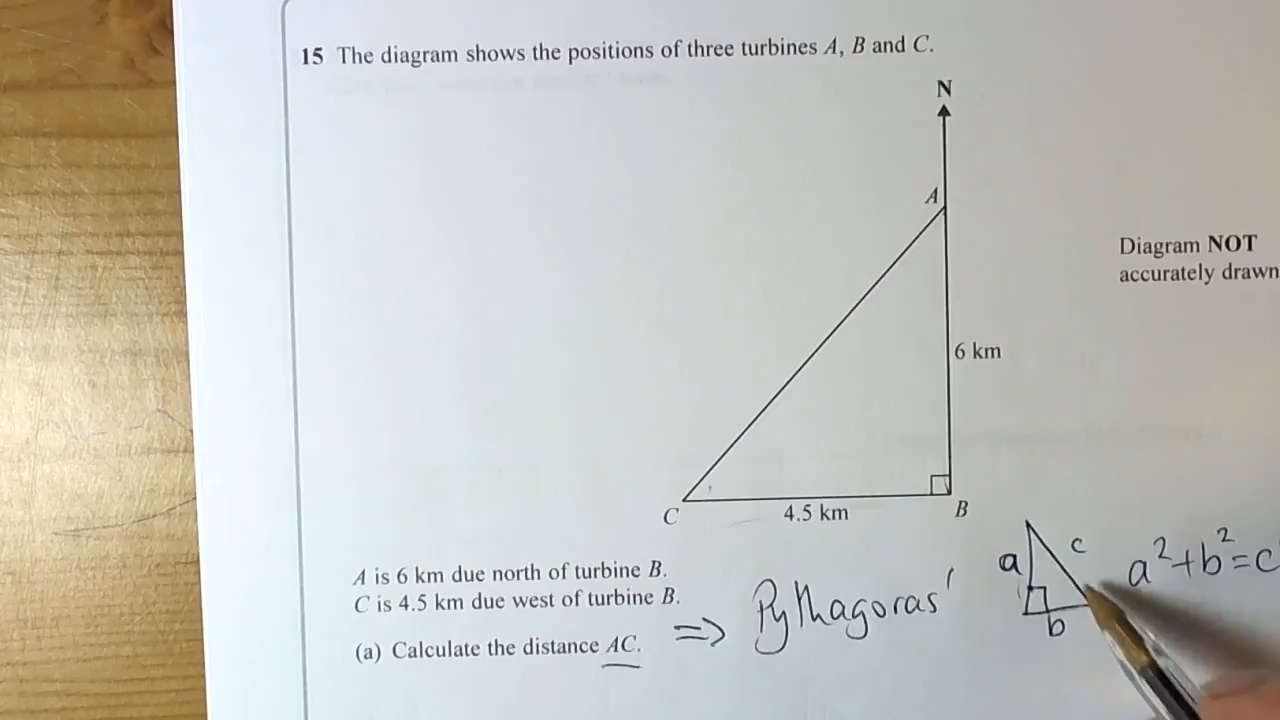 15 The diagram shows the positions of three turbines A, B and C.
N
A
Diagram NOT
accurately drawn
6 km
C
4.5 km
B
A is 6 km due north of turbine B.
C is 4.5 km due west of turbine B.
(a) Calculate the distance AC.
=> Pythagoras'
a
c
b
a²+b²=c